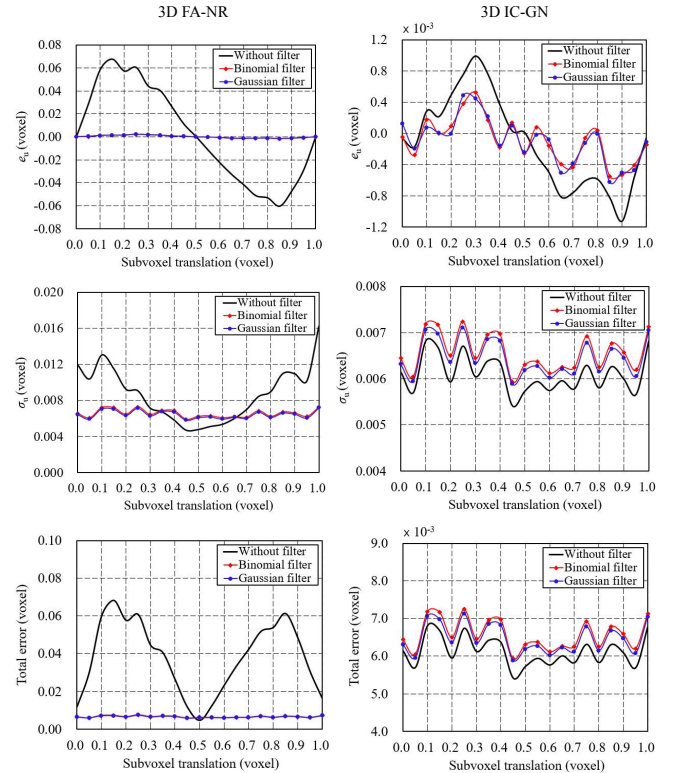 3D FA-NR
3D IC-GN
0.08
0.06
0.04
0.02
0.00
-0.02
-0.04
-0.06
-0.08
eu (voxel)
Without filter
Binomial filter
Gaussian filter
0.0 0.1 0.2 0.3 0.4 0.5 0.6 0.7 0.8 0.9 1.0
Subvoxel translation (voxel)
x 10-3
1.2
0.8
0.4
0.0
-0.4
-0.8
-1.2
eu (voxel)
Without filter
Binomial filter
Gaussian filter
0.0 0.1 0.2 0.3 0.4 0.5 0.6 0.7 0.8 0.9 1.0
Subvoxel translation (voxel)
0.020
0.016
0.012
0.008
0.004
0.000
σu (voxel)
Without filter
Binomial filter
Gaussian filter
0.0 0.1 0.2 0.3 0.4 0.5 0.6 0.7 0.8 0.9 1.0
Subvoxel translation (voxel)
0.008
0.007
0.006
0.005
0.004
σu (voxel)
Without filter
Binomial filter
Gaussian filter
0.0 0.1 0.2 0.3 0.4 0.5 0.6 0.7 0.8 0.9 1.0
Subvoxel translation (voxel)
0.10
0.08
0.06
0.04
0.02
0.00
Total error (voxel)
Without filter
Binomial filter
Gaussian filter
0.0 0.1 0.2 0.3 0.4 0.5 0.6 0.7 0.8 0.9 1.0
Subvoxel translation (voxel)
x 10-3
9.0
8.0
7.0
6.0
5.0
4.0
Total error (voxel)
Without filter
Binomial filter
Gaussian filter
0.0 0.1 0.2 0.3 0.4 0.5 0.6 0.7 0.8 0.9 1.0
Subvoxel translation (voxel)